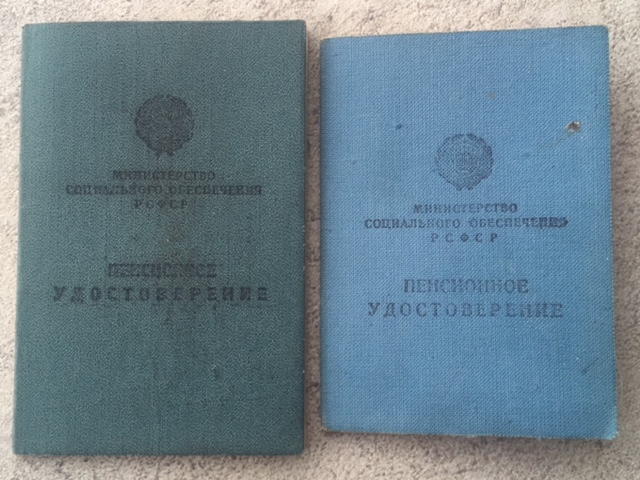 МИНИСТЕРСТВО
СОЦИАЛЬНОГО ОБЕСПЕЧЕНИЯ
РСФСР
ПЕНСИОННОЕ
УДОСТОВЕРЕНИЕ
МИНИСТЕРСТВО
СОЦИАЛЬНОГО ОБЕСПЕЧЕНИЯ
РСФСР
ПЕНСИОННОЕ
УДОСТОВЕРЕНИЕ